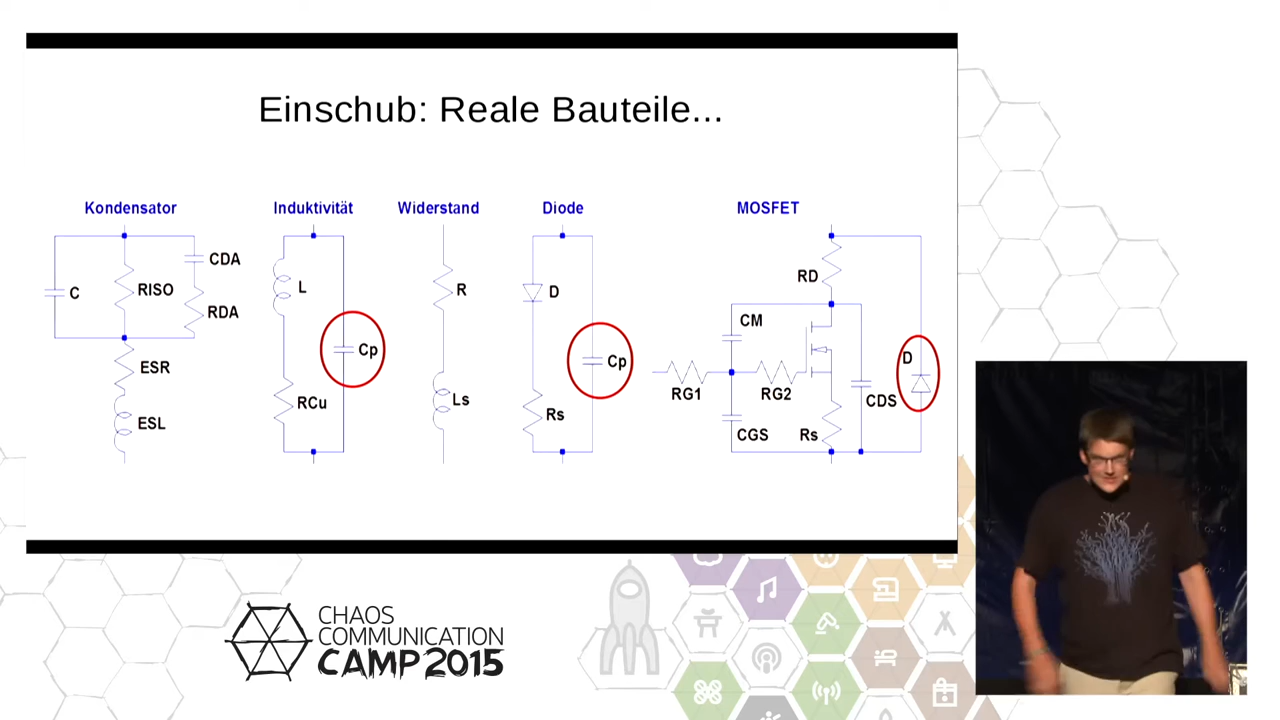 Einschub: Reale Bauteile...
Kondensator
Induktivität
Widerstand
Diode
MOSFET
C
RISO
CDA
RDA
ESR
ESL
L
Cp
RCu
R
Ls
D
Cp
Rs
RD
CM
RG1
RG2
CGS
Rs
CDS
D
CHAOS
COMMUNICATION
CAMP 2015